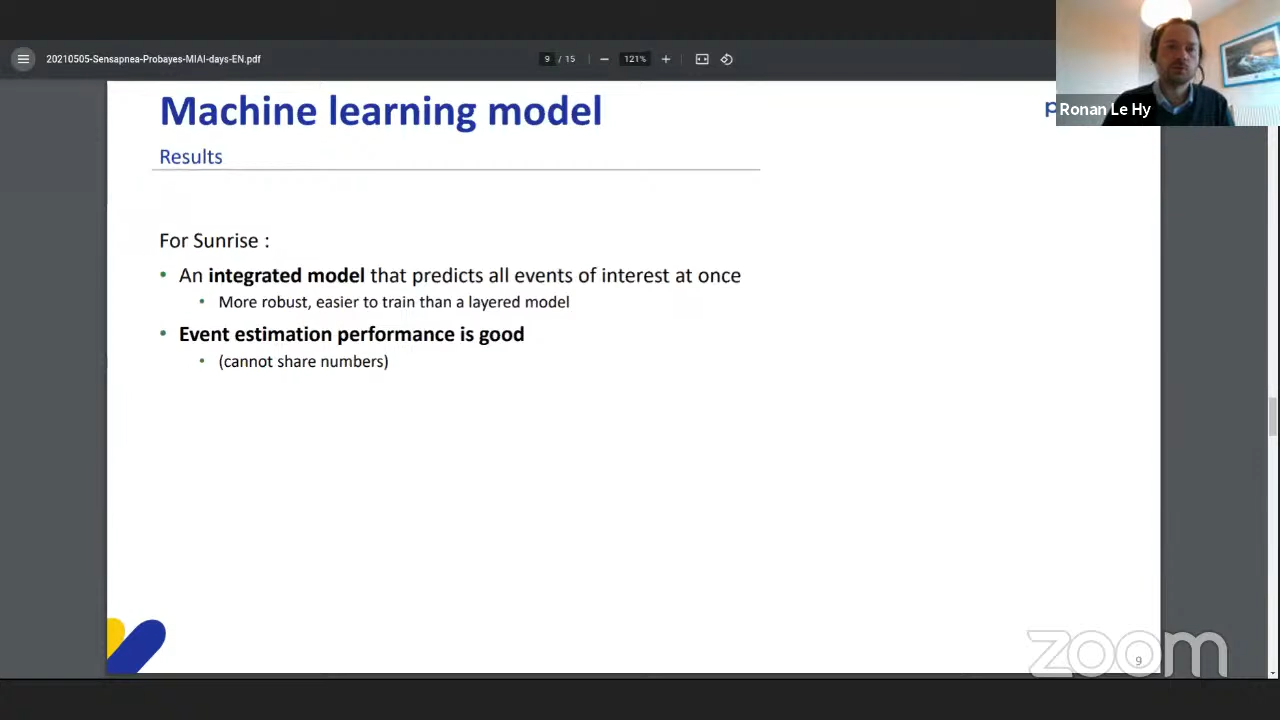 20210505-Sensapnea-Probayes-MIAI-days-EN.pdf
9 / 15
121%
Ronan Le Hy
Machine learning model
Results
For Sunrise :
• An integrated model that predicts all events of interest at once
• More robust, easier to train than a layered model
• Event estimation performance is good
• (cannot share numbers)
zoom
9